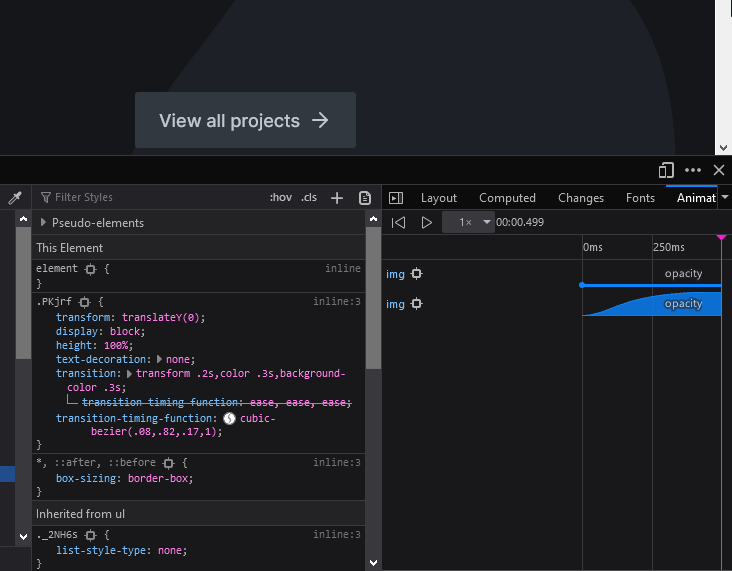 View all projects
Filter Styles
:hov .cls
Pseudo-elements
This Element
element { inline
}
.PKjrf { inline:3
transform: translateY(0);
display: block;
height: 100%;
text-decoration: none;
transition: transform .2s,color .3s,background-
color .3s;
transition-timing-function: ease, ease, ease;
transition-timing-function: cubic-
bezier(.08,.82,.17,1);
}
*, ::after, ::before { inline:3
box-sizing: border-box;
}
Inherited from ul
._2NH6s { inline:3
list-style-type: none;
}
Layout Computed Changes Fonts Animat
1× 00:00.499
0ms 250ms
img opacity
img opacity